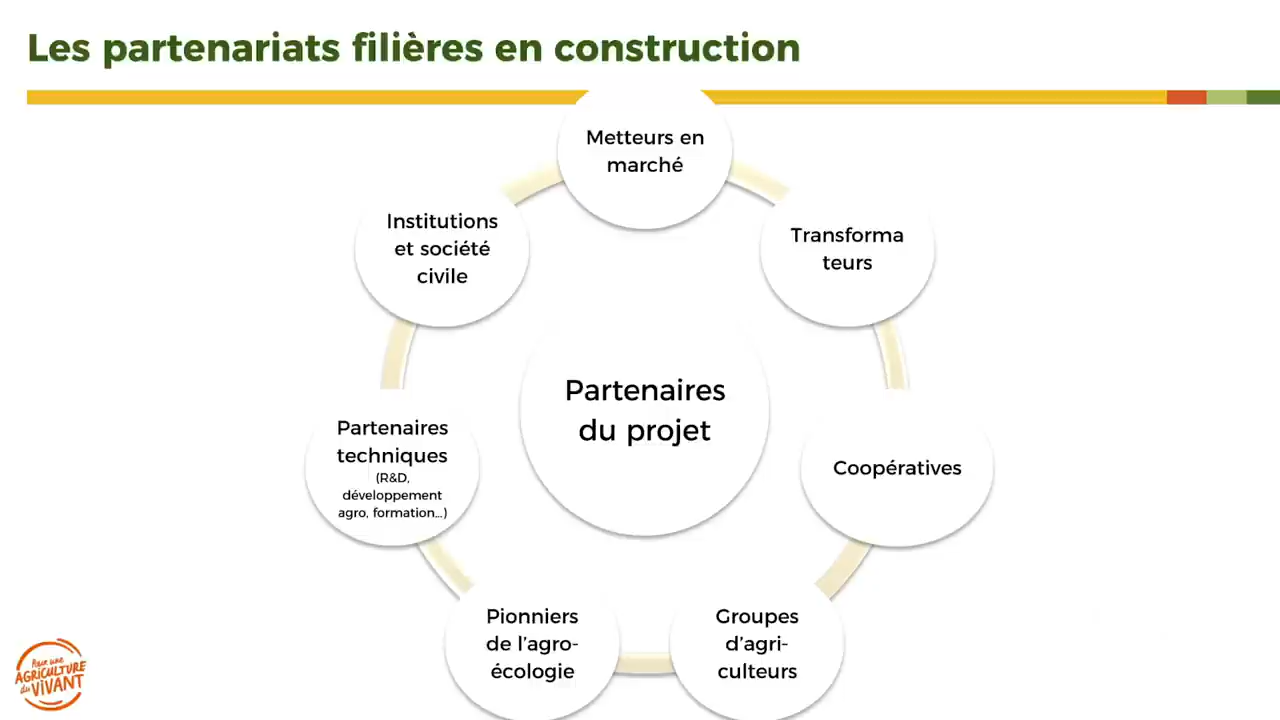 Les partenariats filières en construction
Metteurs en
marché
Institutions
et société
civile
Transforma
teurs
Partenaires
du projet
Partenaires
techniques
(R&D,
développement
agro, formation...)
Coopératives
Pionniers
de l'agro-
écologie
Groupes
d'agri-
culteurs
Pour une
AGRICULTURE
du VIVANT